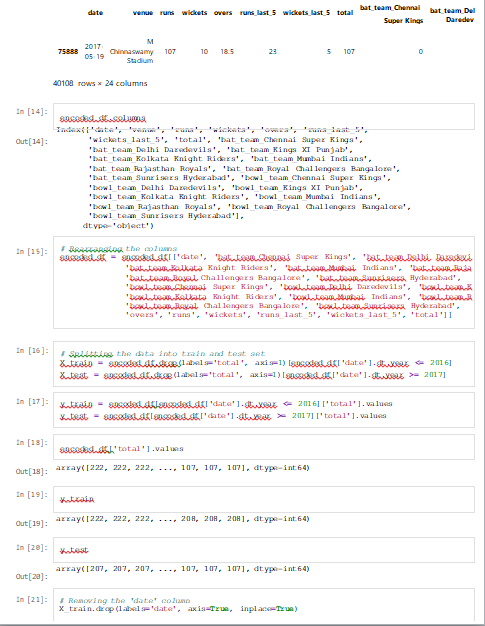 date venue runs wickets overs runs_last_5 wickets_last_5 total bat_team_Chennai Super Kings bat_team_Del Daredev
75888 2017-05-19 M Chinnaswamy Stadium 107 10 18.5 23 5 107 0
40108 rows × 24 columns
In [14]: encoded_df.columns
Out[14]: Index(['date', 'venue', 'runs', 'wickets', 'overs', 'runs_last_5',
'wickets_last_5', 'total', 'bat_team_Chennai Super Kings',
'bat_team_Delhi Daredevils', 'bat_team_Kings XI Punjab',
'bat_team_Kolkata Knight Riders', 'bat_team_Mumbai Indians',
'bat_team_Rajasthan Royals', 'bat_team_Royal Challengers Bangalore',
'bat_team_Sunrisers Hyderabad', 'bowl_team_Chennai Super Kings',
'bowl_team_Delhi Daredevils', 'bowl_team_Kings XI Punjab',
'bowl_team_Kolkata Knight Riders', 'bowl_team_Mumbai Indians',
'bowl_team_Rajasthan Royals', 'bowl_team_Royal Challengers Bangalore',
'bowl_team_Sunrisers Hyderabad'],
dtype='object')
In [15]: # Rearranging the columns
encoded_df = encoded_df[['date', 'bat_team_Chennai Super Kings', 'bat_team_Delhi Daredevi
'bat_team_Kolkata Knight Riders', 'bat_team_Mumbai Indians', 'bat_team_Raja
'bat_team_Royal Challengers Bangalore', 'bat_team_Sunrisers Hyderabad',
'bowl_team_Chennai Super Kings', 'bowl_team_Delhi Daredevils', 'bowl_team_K
'bowl_team_Kolkata Knight Riders', 'bowl_team_Mumbai Indians', 'bowl_team_R
'bowl_team_Royal Challengers Bangalore', 'bowl_team_Sunrisers Hyderabad',
'overs', 'runs', 'wickets', 'runs_last_5', 'wickets_last_5', 'total']]
In [16]: # Splitting the data into train and test set
X_train = encoded_df.drop(labels='total', axis=1)[encoded_df['date'].dt.year <= 2016]
X_test = encoded_df.drop(labels='total', axis=1)[encoded_df['date'].dt.year >= 2017]
In [17]: y_train = encoded_df[encoded_df['date'].dt.year <= 2016]['total'].values
y_test = encoded_df[encoded_df['date'].dt.year >= 2017]['total'].values
In [18]: encoded_df['total'].values
Out[18]: array([222, 222, 222, ..., 107, 107, 107], dtype=int64)
In [19]: y_train
Out[19]: array([222, 222, 222, ..., 208, 208, 208], dtype=int64)
In [20]: y_test
Out[20]: array([207, 207, 207, ..., 107, 107, 107], dtype=int64)
In [21]: # Removing the 'date' column
X_train.drop(labels='date', axis=True, inplace=True)